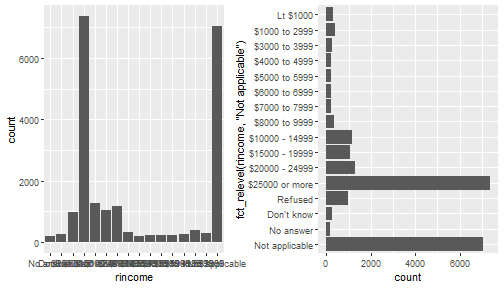 count
6000
4000
2000
0
rincome
fct_relevel(rincome, "Not applicable")
Lt $1000
$1000 to 2999
$3000 to 3999
$4000 to 4999
$5000 to 5999
$6000 to 6999
$7000 to 7999
$8000 to 9999
$10000 - 14999
$15000 - 19999
$20000 - 24999
$25000 or more
Refused
Don't know
No answer
Not applicable
0
2000
4000
6000
count